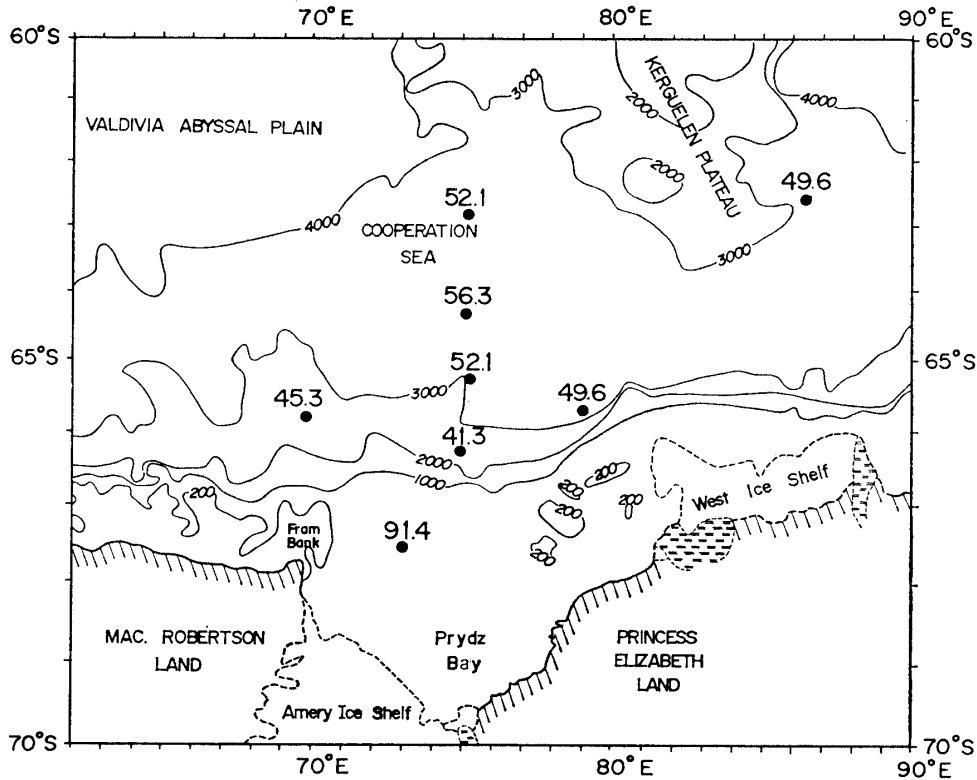 70°E 80°E 90°E
60°S 60°S
3000
KERGUELEN PLATEAU
2000
4000
VALDIVIA ABYSSAL PLAIN
2000
52.1 49.6
4000
COOPERATION
SEA
3000
56.3
65°S 65°S
52.1
3000
45.3 49.6
41.3
2000
1000
200
200
200
200
200
200
West Ice Shelf
Fram
Bank
91.4
MAC. ROBERTSON
LAND
Prydz
Bay
PRINCESS
ELIZABETH
LAND
Amery Ice Shelf
70°S 70°S
70°E 80°E 90°E